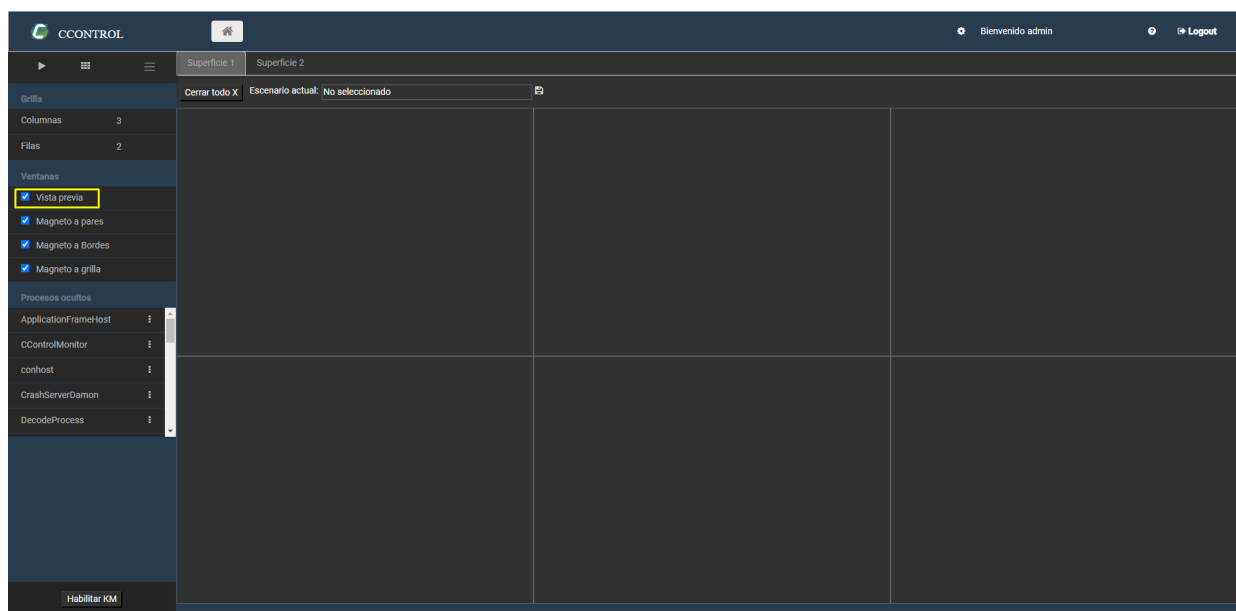 CCONTROL
Bienvenido admin
Logout
Superficie 1 Superficie 2
Cerrar todo X Escenario actual: No seleccionado
Grilla
Columnas 3
Filas 2
Ventanas
Vista previa
Magneto a pares
Magneto a Bordes
Magneto a grilla
Procesos ocultos
ApplicationFrameHost
CControlMonitor
conhost
CrashServerDamon
DecodeProcess
Habilitar KM